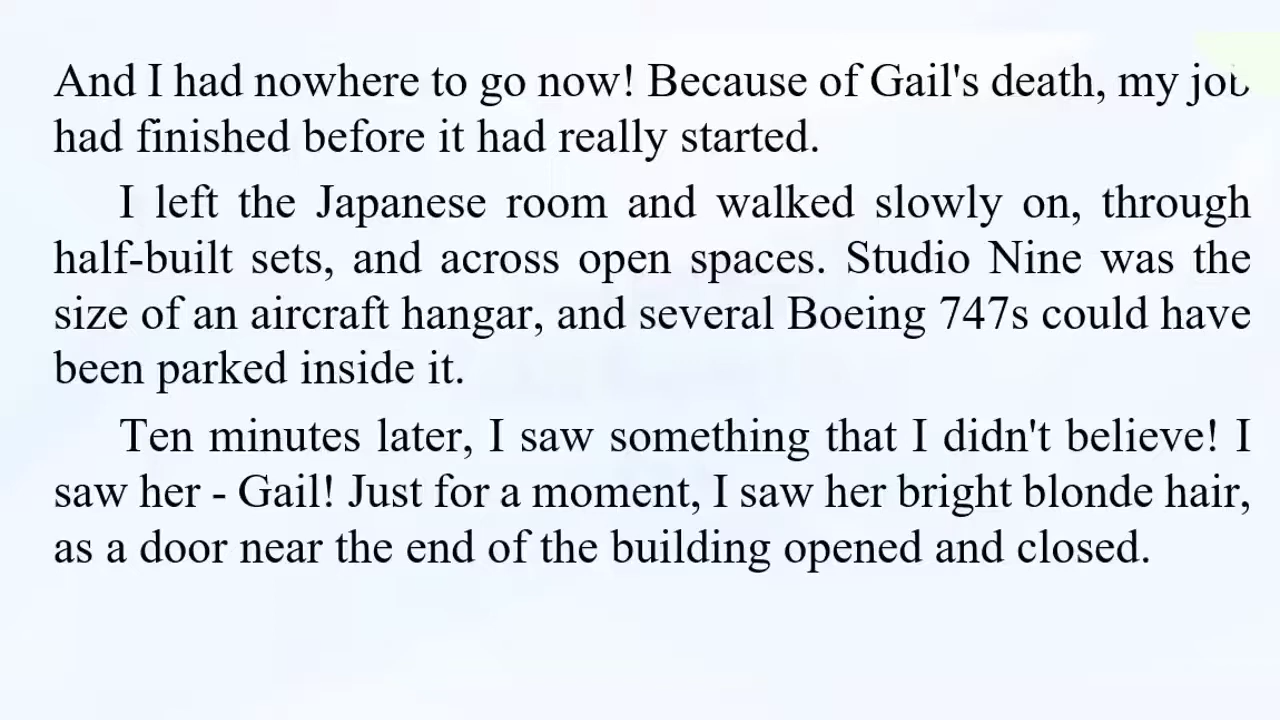 And I had nowhere to go now! Because of Gail's death, my job
had finished before it had really started.
I left the Japanese room and walked slowly on, through
half-built sets, and across open spaces. Studio Nine was the
size of an aircraft hangar, and several Boeing 747s could have
been parked inside it.
Ten minutes later, I saw something that I didn't believe! I
saw her - Gail! Just for a moment, I saw her bright blonde hair,
as a door near the end of the building opened and closed.